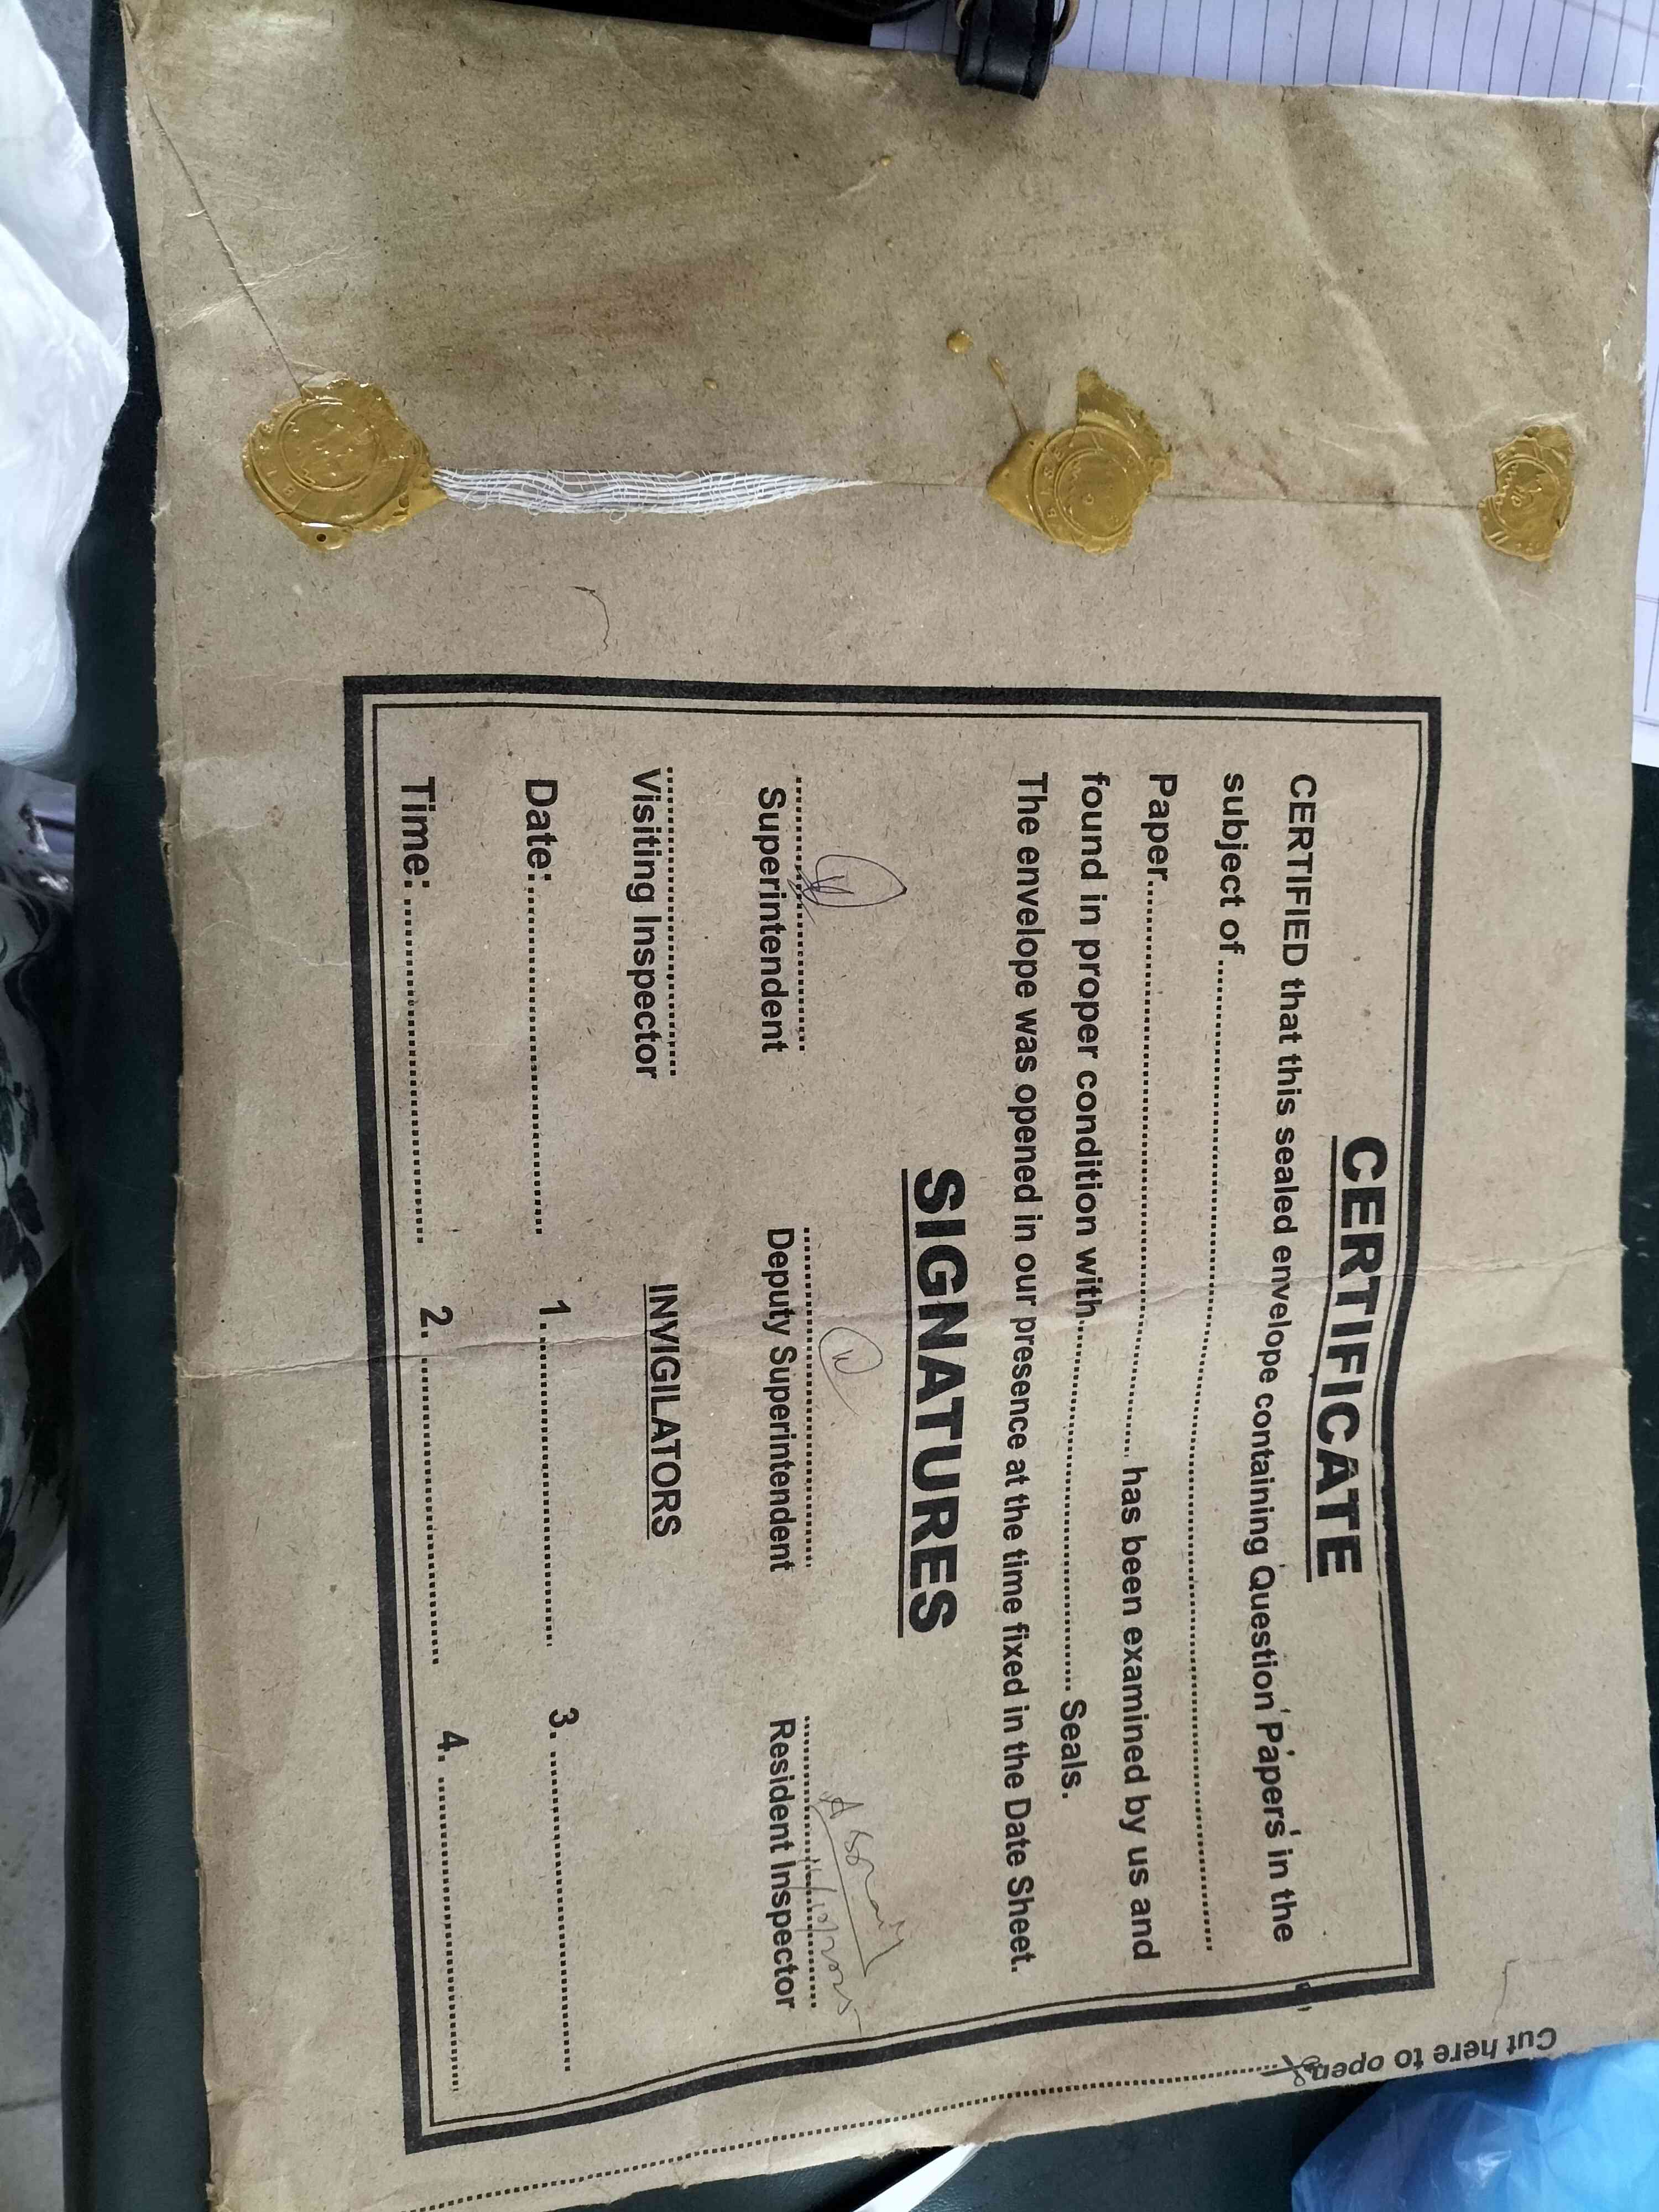 CERTIFICATE
CERTIFIED that this sealed envelope containing Question Papers in the
subject of ........................................................................
Paper........................................ has been examined by us and
found in proper condition with........................................ Seals.
The envelope was opened in our presence at the time fixed in the Date Sheet.
SIGNATURES
Superintendent
Deputy Superintendent
Resident Inspector
Visiting Inspector
INVIGILATORS
Date:..............................
1...............................
3...............................
Time:..............................
2...............................
4...............................
Cut here to open